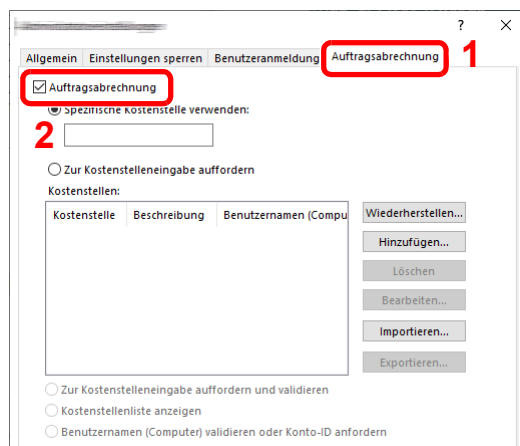 ? ×
Allgemein Einstellungen sperren Benutzeranmeldung Auftragsabrechnung 1
Auftragsabrechnung
Spezifische Kostenstelle verwenden:
2
Zur Kostenstelleneingabe auffordern
Kostenstellen:
Kostenstelle Beschreibung Benutzernamen (Compu Wiederherstellen...
Hinzufügen...
Löschen
Bearbeiten...
Importieren...
Exportieren...
Zur Kostenstelleneingabe auffordern und validieren
Kostenstellenliste anzeigen
Benutzernamen (Computer) validieren oder Konto-ID anfordern